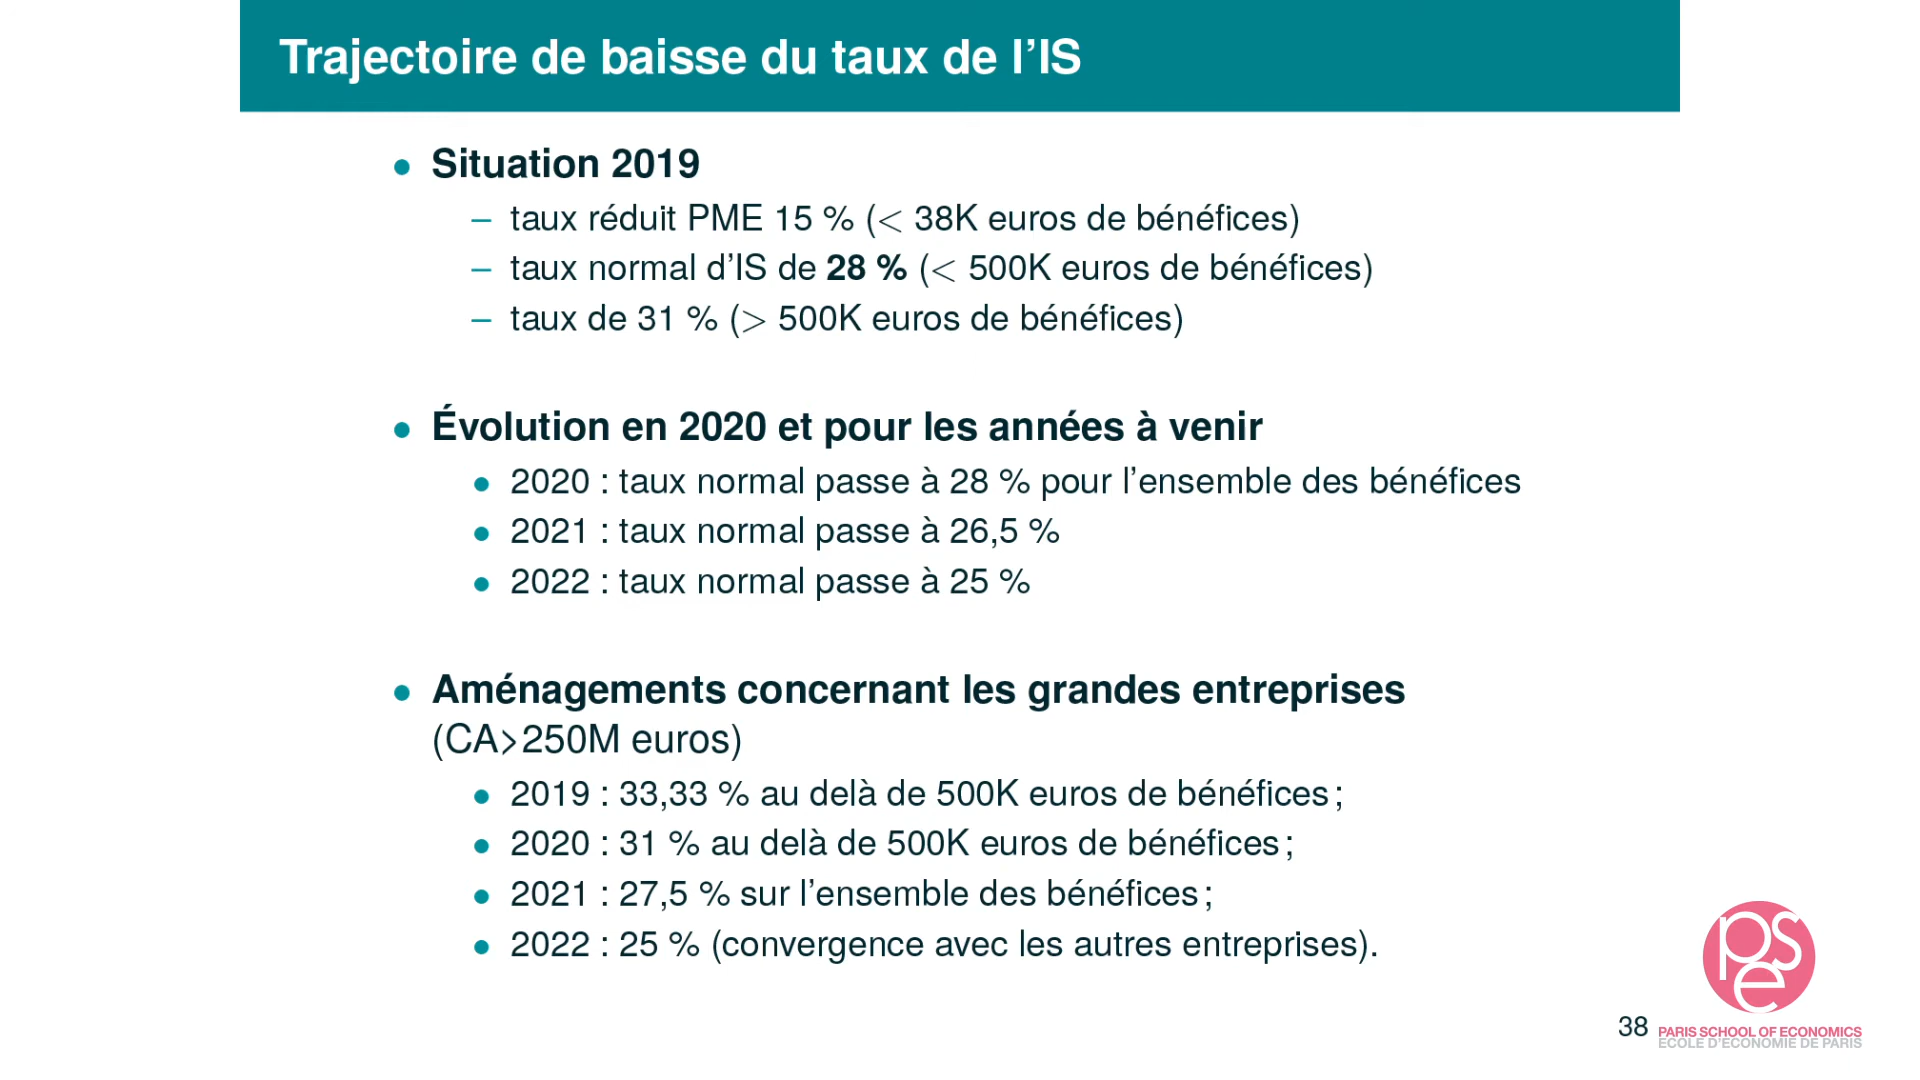 Trajectoire de baisse du taux de l'IS
• Situation 2019
– taux réduit PME 15 % (< 38K euros de bénéfices)
– taux normal d'IS de 28 % (< 500K euros de bénéfices)
– taux de 31 % (> 500K euros de bénéfices)
• Évolution en 2020 et pour les années à venir
• 2020 : taux normal passe à 28 % pour l'ensemble des bénéfices
• 2021 : taux normal passe à 26,5 %
• 2022 : taux normal passe à 25 %
• Aménagements concernant les grandes entreprises
(CA>250M euros)
• 2019 : 33,33 % au delà de 500K euros de bénéfices ;
• 2020 : 31 % au delà de 500K euros de bénéfices ;
• 2021 : 27,5 % sur l'ensemble des bénéfices ;
• 2022 : 25 % (convergence avec les autres entreprises).
pse
38
PARIS SCHOOL OF ECONOMICS
ECOLE D'ECONOMIE DE PARIS